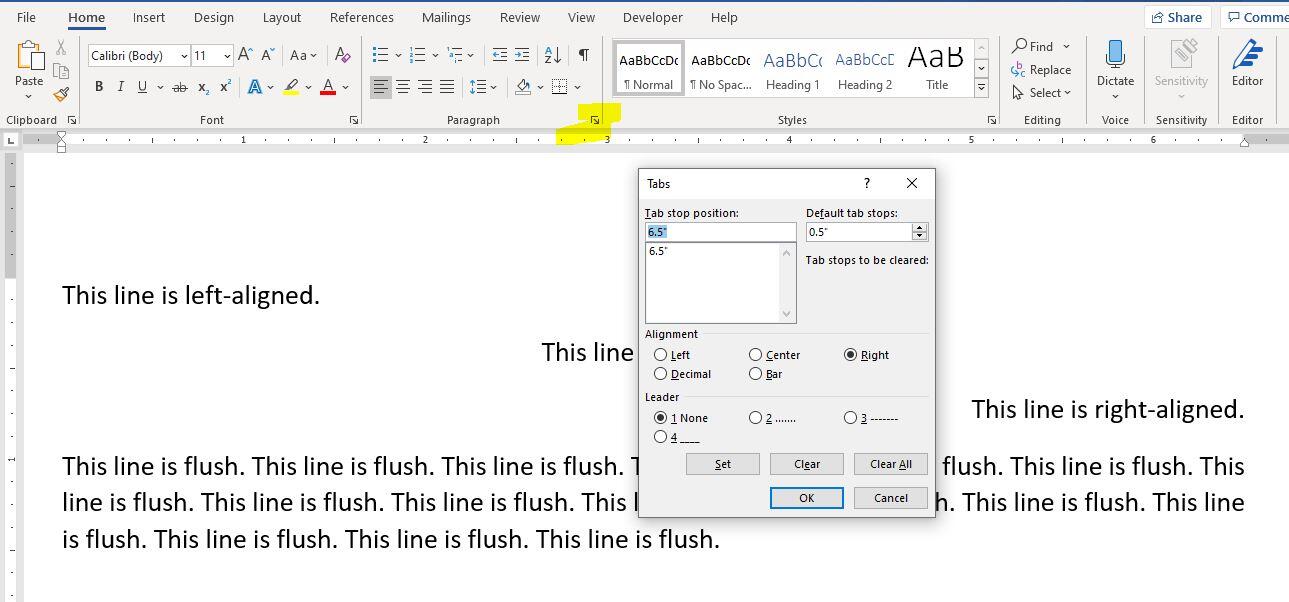 File Home Insert Design Layout References Mailings Review View Developer Help Share Comme
Calibri (Body) 11 Aa AaBbCcDc AaBbCcDc AaBbCc AaBbCcD AaB Find
Paste ab x2 x2 A A ¶ Normal ¶ No Spac... Heading 1 Heading 2 Title Replace Dictate Sensitivity Editor
B I U Select
Clipboard Font Paragraph Styles Editing Voice Sensitivity Editor
1 2 3 4 5 6
Tabs ? 
Tab stop position: Default tab stops:
6.5" 0.5"
6.5" Tab stops to be cleared:
This line is left-aligned.
Alignment
This line Left Center Right
Decimal Bar
Leader
1 None 2 ....... 3 -------
4 ____
This line is right-aligned.
Set Clear Clear All
OK Cancel
This line is flush. This line is flush. This line is flush. T flush. This line is flush. This
line is flush. This line is flush. This line is flush. This l h. This line is flush. This line
is flush. This line is flush. This line is flush. This line is flush.